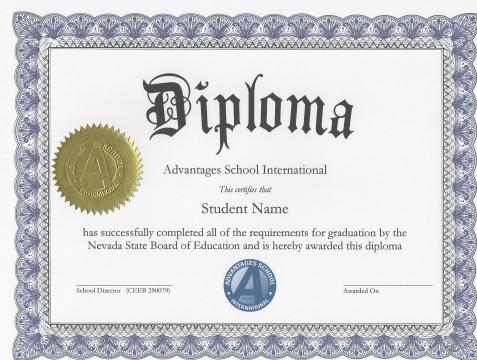 Diploma
Advantages School International
This certifies that
Student Name
has successfully completed all of the requirements for graduation by the
Nevada State Board of Education and is hereby awarded this diploma
ADVANTAGES SCHOOL
INTERNATIONAL
School Director (CEEB 290079)
Awarded On